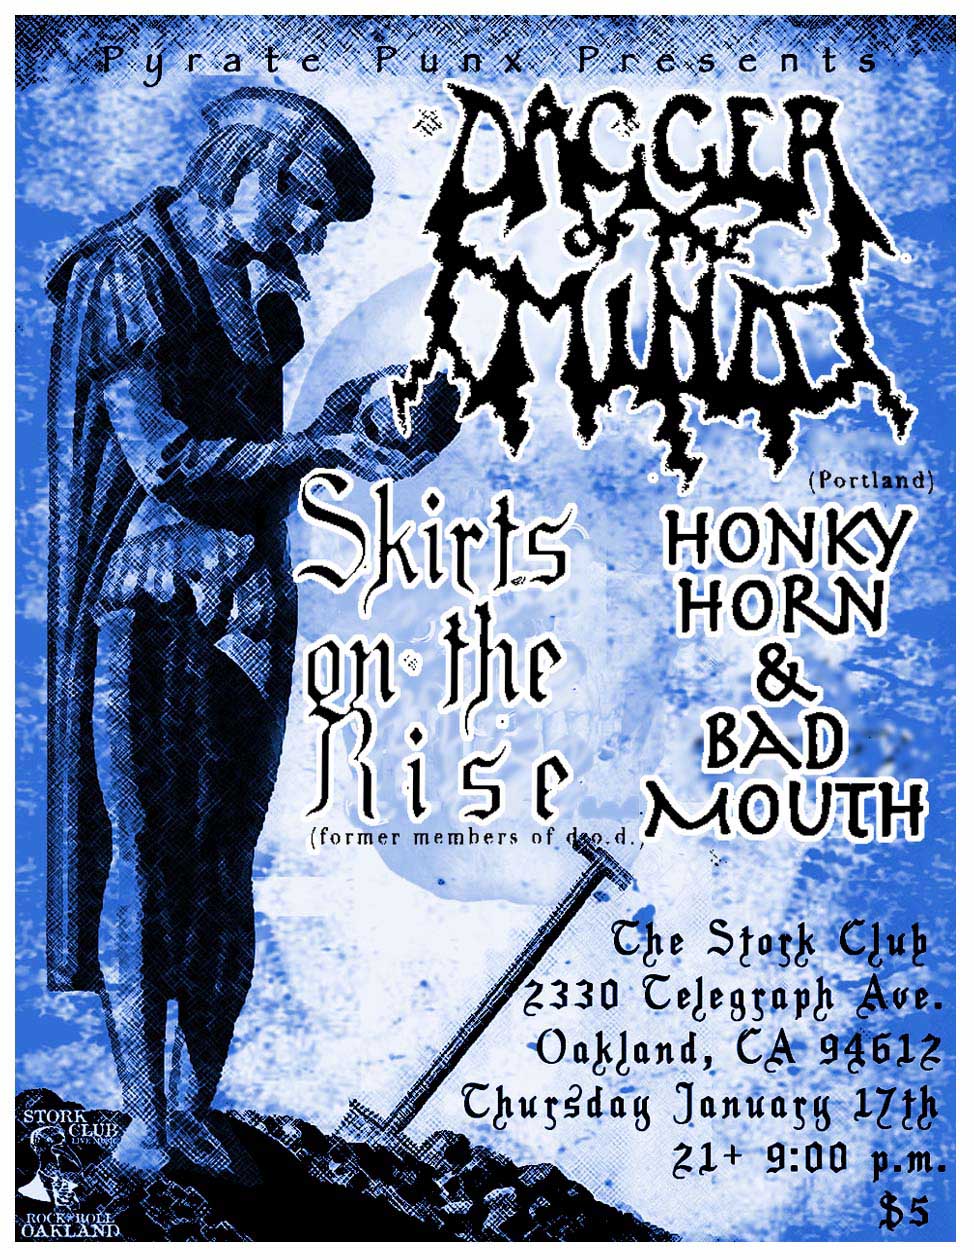 Pyrate Punx Presents
DAGGER
OF THE
MIND
(Portland)
Skirts
on the
Rise
(former members of d.o.d.)
HONKY
HORN
&
BAD
MOUTH
The Stork Club
2330 Telegraph Ave.
Oakland, CA 94612
Thursday January 17th
21+ 9:00 p.m.
$5
STORK
CLUB
LIVE MUSIC
ROCK N ROLL
OAKLAND